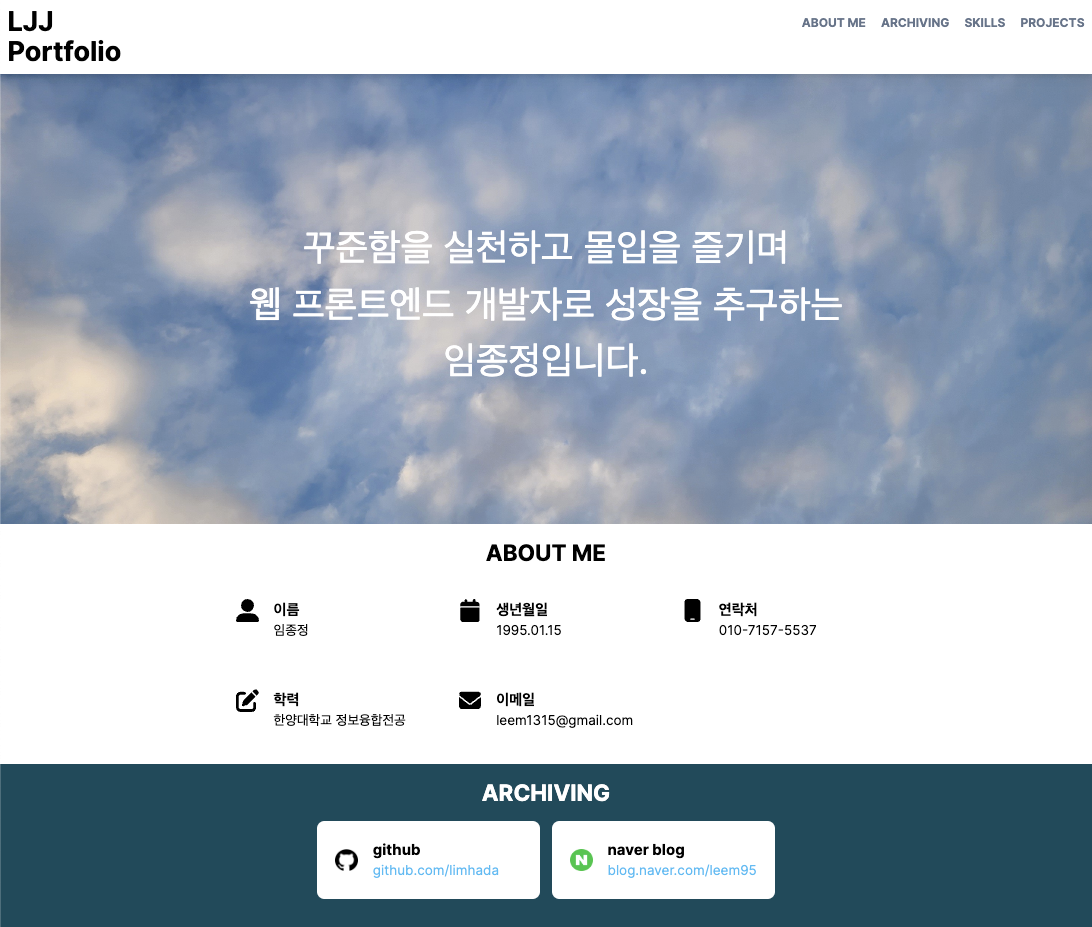 LJJ
Portfolio
ABOUT ME ARCHIVING SKILLS PROJECTS
꾸준함을 실천하고 몰입을 즐기며
웹 프론트엔드 개발자로 성장을 추구하는
임종정입니다.
ABOUT ME
이름
임종정
생년월일
1995.01.15
연락처
010-7157-5537
학력
한양대학교 정보융합전공
이메일
leem1315@gmail.com
ARCHIVING
github
github.com/limhada
naver blog
blog.naver.com/leem95